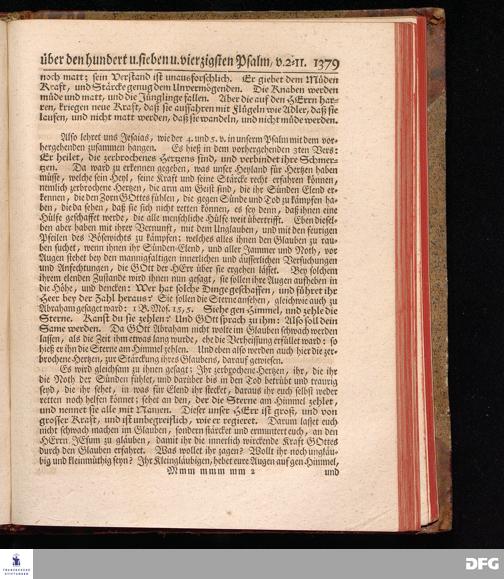 über den hundert u. sieben u. vierzigsten Psalm, v. 2-11. 1379
noch matt; sein Verstand ist unausforschlich. Er giebet dem Müden
Kraft, und Stärcke genug dem Unvermögenden. Die Knaben werden
müde und matt, und die Jünglinge fallen. Aber die auf den HErrn har-
ren, kriegen neue Kraft, daß sie auffahren mit Flügeln wie Adler, daß sie
laufen, und nicht matt werden, daß sie wandeln, und nicht müde werden.
Also lehret uns Jesaias, wie der 4. und 5. v. in unserm Psalm mit dem vor-
hergehenden zusammen hangen. Es hieß in dem vorhergehenden 3ten Vers:
Er heilet, die zerbrochenes Hertzens sind, und verbindet ihre Schmer-
tzen. Da ward zu erkennen gegeben, was unser Heyland für Hertzen haben
müsse, welche sein Heyl, seine Kraft und seine Stärcke recht erfahren können,
nemlich zerbrochene Hertzen, die arm am Geist sind, die ihr Sünden Elend er-
kennen, die den Zorn GOttes fühlen, die gegen Sünde und Tod zu kämpfen ha-
ben, die da sehen, daß sie sich nicht retten können, es sey denn, daß ihnen eine
Hülfe geschaffet werde, die alle menschliche Hülfe weit übertrifft. Eben diesel-
ben aber haben mit ihrer Vernunft, mit dem Unglauben, und mit den feurigen
Pfeilen des Bösewichts zu kämpfen: welches alles ihnen den Glauben zu rau-
ben suchet, wenn ihnen ihr Sünden-Elend, und aller Jammer und Noth, vor
Augen stehet bey den mannigfaltigen innerlichen und äusserlichen Versuchungen
und Anfechtungen, die GOtt der HErr über sie ergehen lässet. Bey solchem
ihrem elenden Zustande wird ihnen nun gesagt, sie sollen ihre Augen aufheben in
die Höhe, und dencken: Wer hat solche Dinge geschaffen, und führet ihr
Heer bey der Zahl heraus? Sie sollen die Sterne ansehen, gleichwie auch zu
Abraham gesaget ward: 1 B. Mos. 15, 5. Siehe gen Himmel, und zehle die
Sterne. Kanst du sie zehlen? Und GOtt sprach zu ihm: Also soll dein
Same werden. Da GOtt Abraham nicht wolte im Glauben schwach werden
lassen, als die Zeit ihm etwas lang wurde, ehe die Verheissung erfüllet ward: so
hieß er ihn die Sterne am Himmel zehlen. Und eben also werden auch hier die zer-
brochene Hertzen, zur Stärckung ihres Glaubens, darauf gewiesen.
Es wird gleichsam zu ihnen gesagt: Ihr zerbrochene Hertzen, ihr, die ihr
die Noth der Sünden fühlet, und darüber bis in den Tod betrübt und traurig
seyd, die ihr sehet, in was für Elend ihr stecket, daraus ihr euch selbst weder
retten noch helfen könnet; sehet an den, der die Sterne am Himmel zehlet,
und nennet sie alle mit Namen. Dieser unser HErr ist groß, und von
grosser Kraft, und ist unbegreiflich, wie er regieret. Darum lasset euch
nicht schwach machen im Glauben, sondern stärcket und ermuntert euch, an den
HErrn JEsum zu gläuben, damit ihr die innerlich wirckende Kraft GOttes
durch den Glauben erfahret. Was wollet ihr zagen? Wollt ihr noch ungläu-
big und kleinmüthig seyn? Ihr Kleingläubigen, hebet eure Augen auf gen Himmel,
Mmm mmm mm 2 und
FRANCKESCHE
STIFTUNGEN
DFG